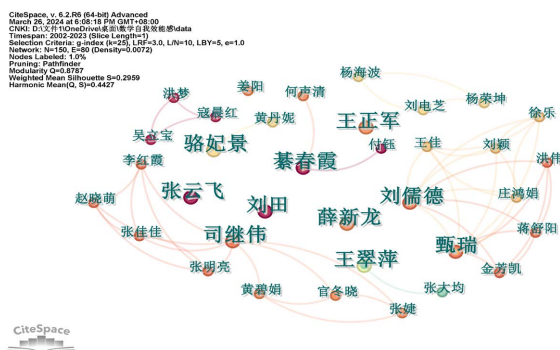 CiteSpace, v. 6.2.R6 (64-bit) Advanced
March 26, 2024 at 6:08:18 PM GMT+08:00
CNKI: D:\文件1\OneDrive\桌面\数学自我效能感\data
Timespan: 2002-2023 (Slice Length=1)
Selection Criteria: g-index (k=25), LRF=3.0, L/N=10, LBY=5, e=1.0
Network: N=150, E=80 (Density=0.0072)
Nodes Labeled: 1.0%
Pruning: Pathfinder
Modularity Q=0.8787
Weighted Mean Silhouette S=0.2959
Harmonic Mean(Q, S)=0.4427
杨海波
洪梦
姜阳
何声清
刘电芝
杨荣坤
寇晨红
黄丹妮
王正军
徐乐
吴立宝
骆妃景
付钰
王佳
刘颖
李红霞
綦春霞
洪伟
赵晓萌
张云飞
刘田
刘儒德
庄鸿娟
薛新龙
张佳佳
司继伟
甄瑞
蒋舒阳
张明亮
王翠萍
金芳凯
黄碧娟
官冬晓
张大均
张婕
CiteSpace